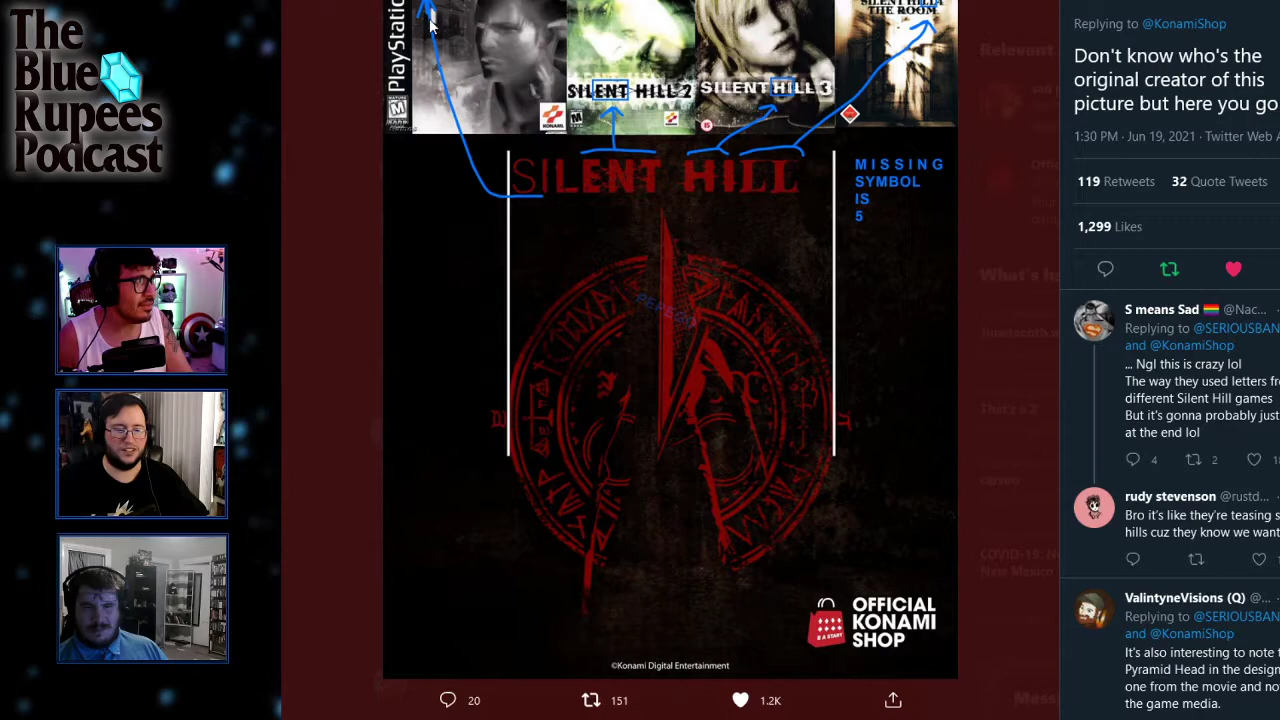 The
Blue
Rupees
Podcast
PlayStatio
SILENT HILL 2
SILENT HILL 3
SILENT HILL 4
THE ROOM
KONAMI
SILENT HILL
MISSING
SYMBOL
IS
5
OFFICIAL
KONAMI
SHOP
©Konami Digital Entertainment
20
151
1.2K
Replying to @KonamiShop
Don't know who's the
original creator of this
picture but here you go
1:30 PM · Jun 19, 2021 · Twitter Web
119 Retweets 32 Quote Tweets
1,299 Likes
S means Sad @Nac...
Replying to @SERIOUSBAN
and @KonamiShop
... Ngl this is crazy lol
The way they used letters fr
different Silent Hill games
But it's gonna probably just
at the end lol
4
2
rudy stevenson @rustd...
Bro it's like they're teasing s
hills cuz they know we want
ValintyneVisions (Q) @...
Replying to @SERIOUSBAN
and @KonamiShop
It's also interesting to note t
Pyramid Head in the design
one from the movie and no
the game media.